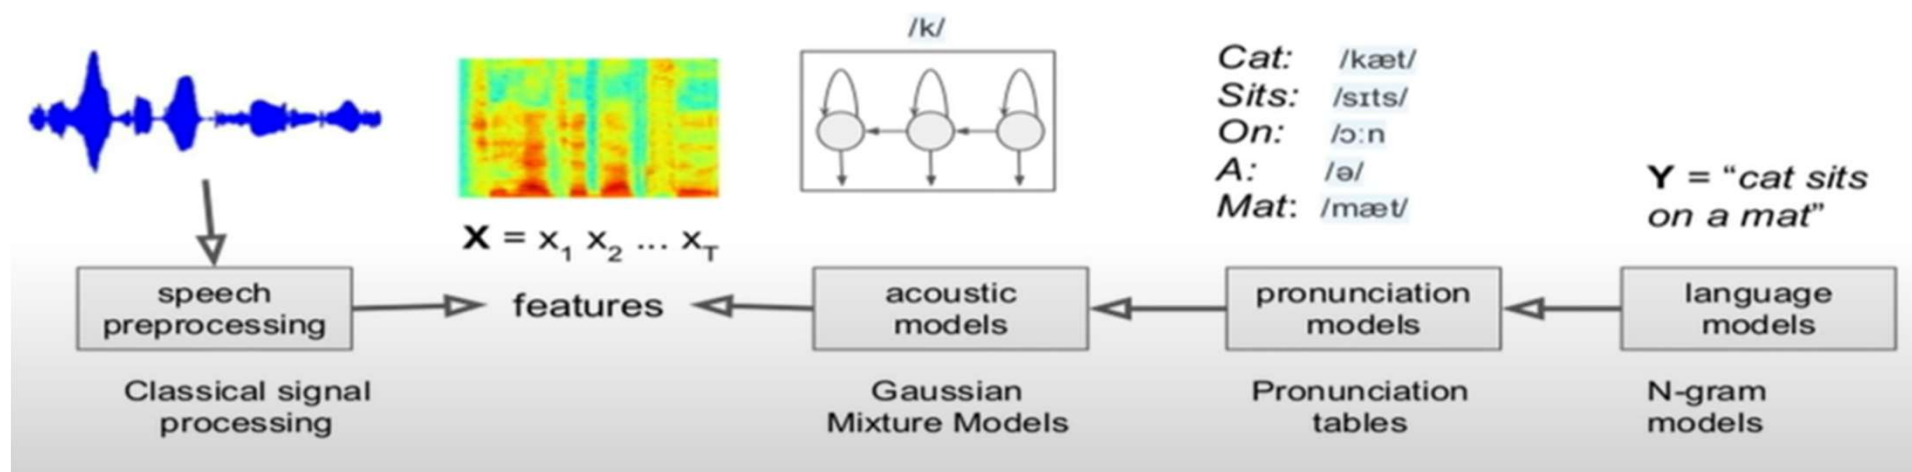 /k/
Cat: /kæt/
Sits: /sɪts/
On: /ɔːn
A: /ə/
Mat: /mæt/
Y = “cat sits
on a mat”
X = x1 x2 ... xT
speech
preprocessing
features
acoustic
models
pronunciation
models
language
models
Classical signal
processing
Gaussian
Mixture Models
Pronunciation
tables
N-gram
models